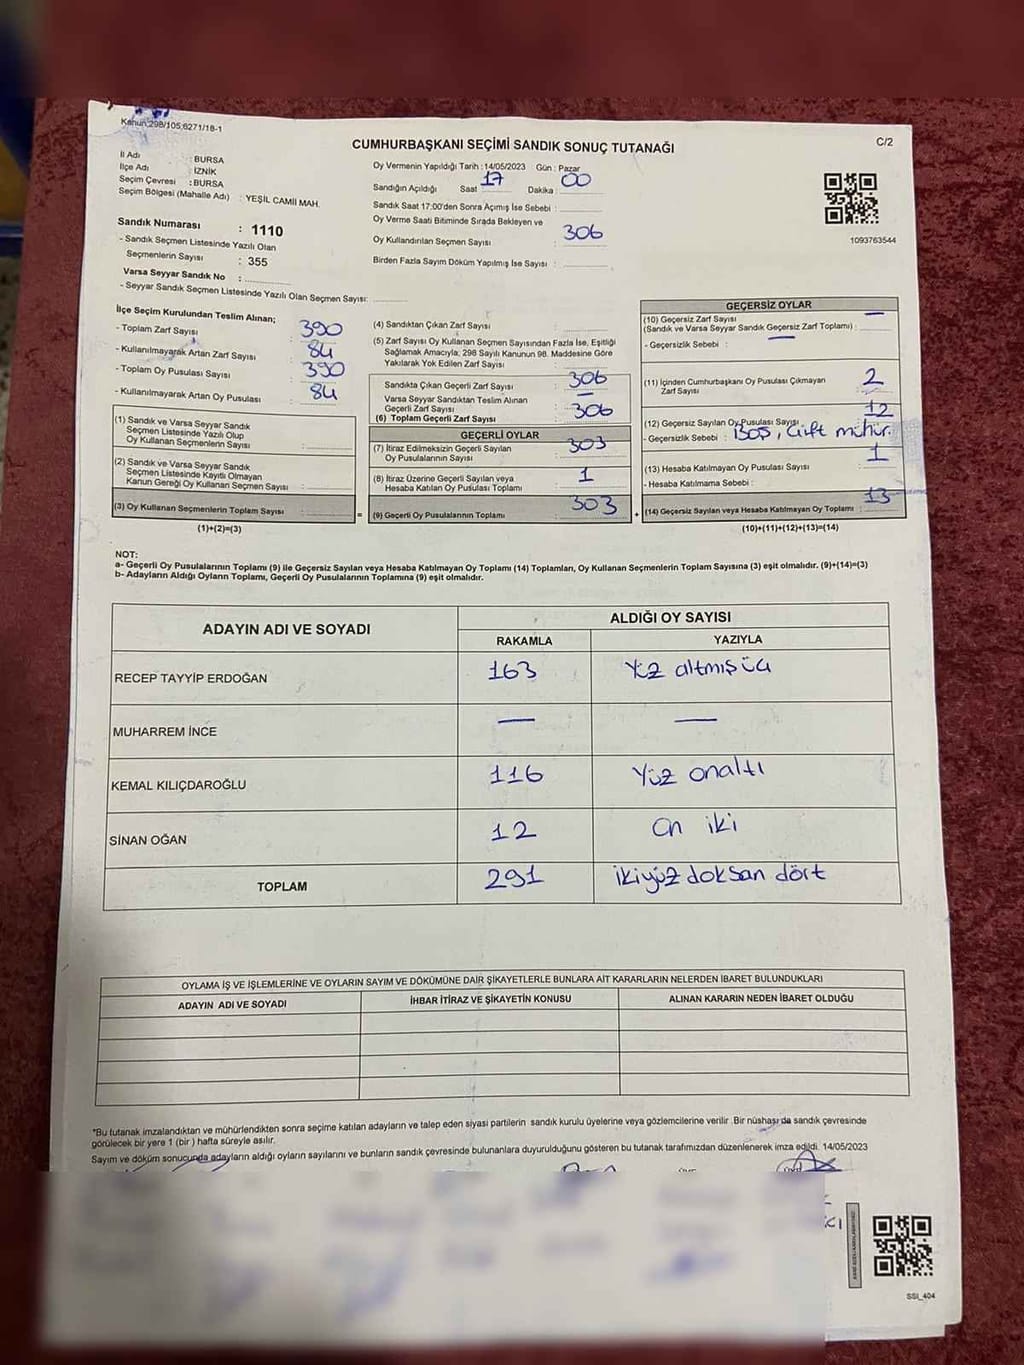 Kanun:298/105;6271/18-1
C/2
CUMHURBAŞKANI SEÇİMİ SANDIK SONUÇ TUTANAĞI
İl Adı : BURSA
İlçe Adı : İZNİK
Seçim Çevresi : BURSA
Seçim Bölgesi (Mahalle Adı) : YEŞİL CAMİİ MAH.
Sandık Numarası : 1110
- Sandık Seçmen Listesinde Yazılı Olan
Seçmenlerin Sayısı : 355
Varsa Seyyar Sandık No :
- Seyyar Sandık Seçmen Listesinde Yazılı Olan Seçmen Sayısı:
Oy Vermenin Yapıldığı Tarih : 14/05/2023 Gün : Pazar
Sandığın Açıldığı Saat 17 Dakika : 00
Sandık Saat 17:00'den Sonra Açımış İse Sebebi :
Oy Verme Saati Bitiminde Sırada Bekleyen ve
Oy Kullandırılan Seçmen Sayısı : 306
Birden Fazla Sayım Döküm Yapılmış İse Sayısı :
1093763544
İlçe Seçim Kurulundan Teslim Alınan;
- Toplam Zarf Sayısı : 390
- Kullanılmayarak Artan Zarf Sayısı : 84
- Toplam Oy Pusulası Sayısı : 390
- Kullanılmayarak Artan Oy Pusulası : 84
(1) Sandık ve Varsa Seyyar Sandık
Seçmen Listesinde Yazılı Olup
Oy Kullanan Seçmenlerin Sayısı :
(2) Sandık ve Varsa Seyyar Sandık
Seçmen Listesinde Kayıtlı Olmayan
Kanun Gereği Oy Kullanan Seçmen Sayısı :
(3) Oy Kullanan Seçmenlerin Toplam Sayısı :
(1)+(2)=(3)
=
(4) Sandıktan Çıkan Zarf Sayısı :
(5) Zarf Sayısı Oy Kullanan Seçmen Sayısından Fazla İse, Eşitliği
Sağlamak Amacıyla; 298 Sayılı Kanunun 98. Maddesine Göre
Yakılarak Yok Edilen Zarf Sayısı :
Sandıkta Çıkan Geçerli Zarf Sayısı : 306
Varsa Seyyar Sandıktan Teslim Alınan
Geçerli Zarf Sayısı : —
(6) Toplam Geçerli Zarf Sayısı : 306
GEÇERLİ OYLAR
(7) İtiraz Edilmeksizin Geçerli Sayılan
Oy Pusulalarının Sayısı : 303
(8) İtiraz Üzerine Geçerli Sayılan veya
Hesaba Katılan Oy Pusulası Toplamı : 1
(9) Geçerli Oy Pusulalarının Toplamı : 303
+
GEÇERSİZ OYLAR
(10) Geçersiz Zarf Sayısı
(Sandık ve Varsa Seyyar Sandık Geçersiz Zarf Toplamı) : —
- Geçersizlik Sebebi : —
(11) İçinden Cumhurbaşkanı Oy Pusulası Çıkmayan
Zarf Sayısı : 2
(12) Geçersiz Sayılan Oy Pusulası Sayısı : 12
- Geçersizlik Sebebi : Boş, Çift mühür.
(13) Hesaba Katılmayan Oy Pusulası Sayısı : 1
- Hesaba Katılmama Sebebi :
(14) Geçersiz Sayılan veya Hesaba Katılmayan Oy Toplamı : 13
(10)+(11)+(12)+(13)=(14)
NOT:
a- Geçerli Oy Pusulalarının Toplamı (9) ile Geçersiz Sayılan veya Hesaba Katılmayan Oy Toplamı (14) Toplamları, Oy Kullanan Seçmenlerin Toplam Sayısına (3) eşit olmalıdır. (9)+(14)=(3)
b- Adayların Aldığı Oyların Toplamı, Geçerli Oy Pusulalarının Toplamına (9) eşit olmalıdır.
ADAYIN ADI VE SOYADI
ALDIĞI OY SAYISI
RAKAMLA YAZIYLA
RECEP TAYYİP ERDOĞAN 163 Yüz altmış üç
MUHARREM İNCE — —
KEMAL KILIÇDAROĞLU 116 Yüz onaltı
SİNAN OĞAN 12 On iki
TOPLAM 291 ikiyüz doksan dört
OYLAMA İŞ VE İŞLEMLERİNE VE OYLARIN SAYIM VE DÖKÜMÜNE DAİR ŞİKAYETLERLE BUNLARA AİT KARARLARIN NELERDEN İBARET BULUNDUKLARI
ADAYIN ADI VE SOYADI İHBAR İTİRAZ VE ŞİKAYETİN KONUSU ALINAN KARARIN NEDEN İBARET OLDUĞU
*Bu tutanak imzalandıktan ve mühürlendikten sonra seçime katılan adayların ve talep eden siyasi partilerin sandık kurulu üyelerine veya gözlemcilerine verilir .Bir nüshası da sandık çevresinde
görülecek bir yere 1 (bir ) hafta süreyle asılır.
Sayım ve döküm sonucunda adayların aldığı oyların sayılarını ve bunların sandık çevresinde bulunanlara duyurulduğunu gösteren bu tutanak tarafımızdan düzenlenerek imza edildi. 14/05/2023
SSI_404